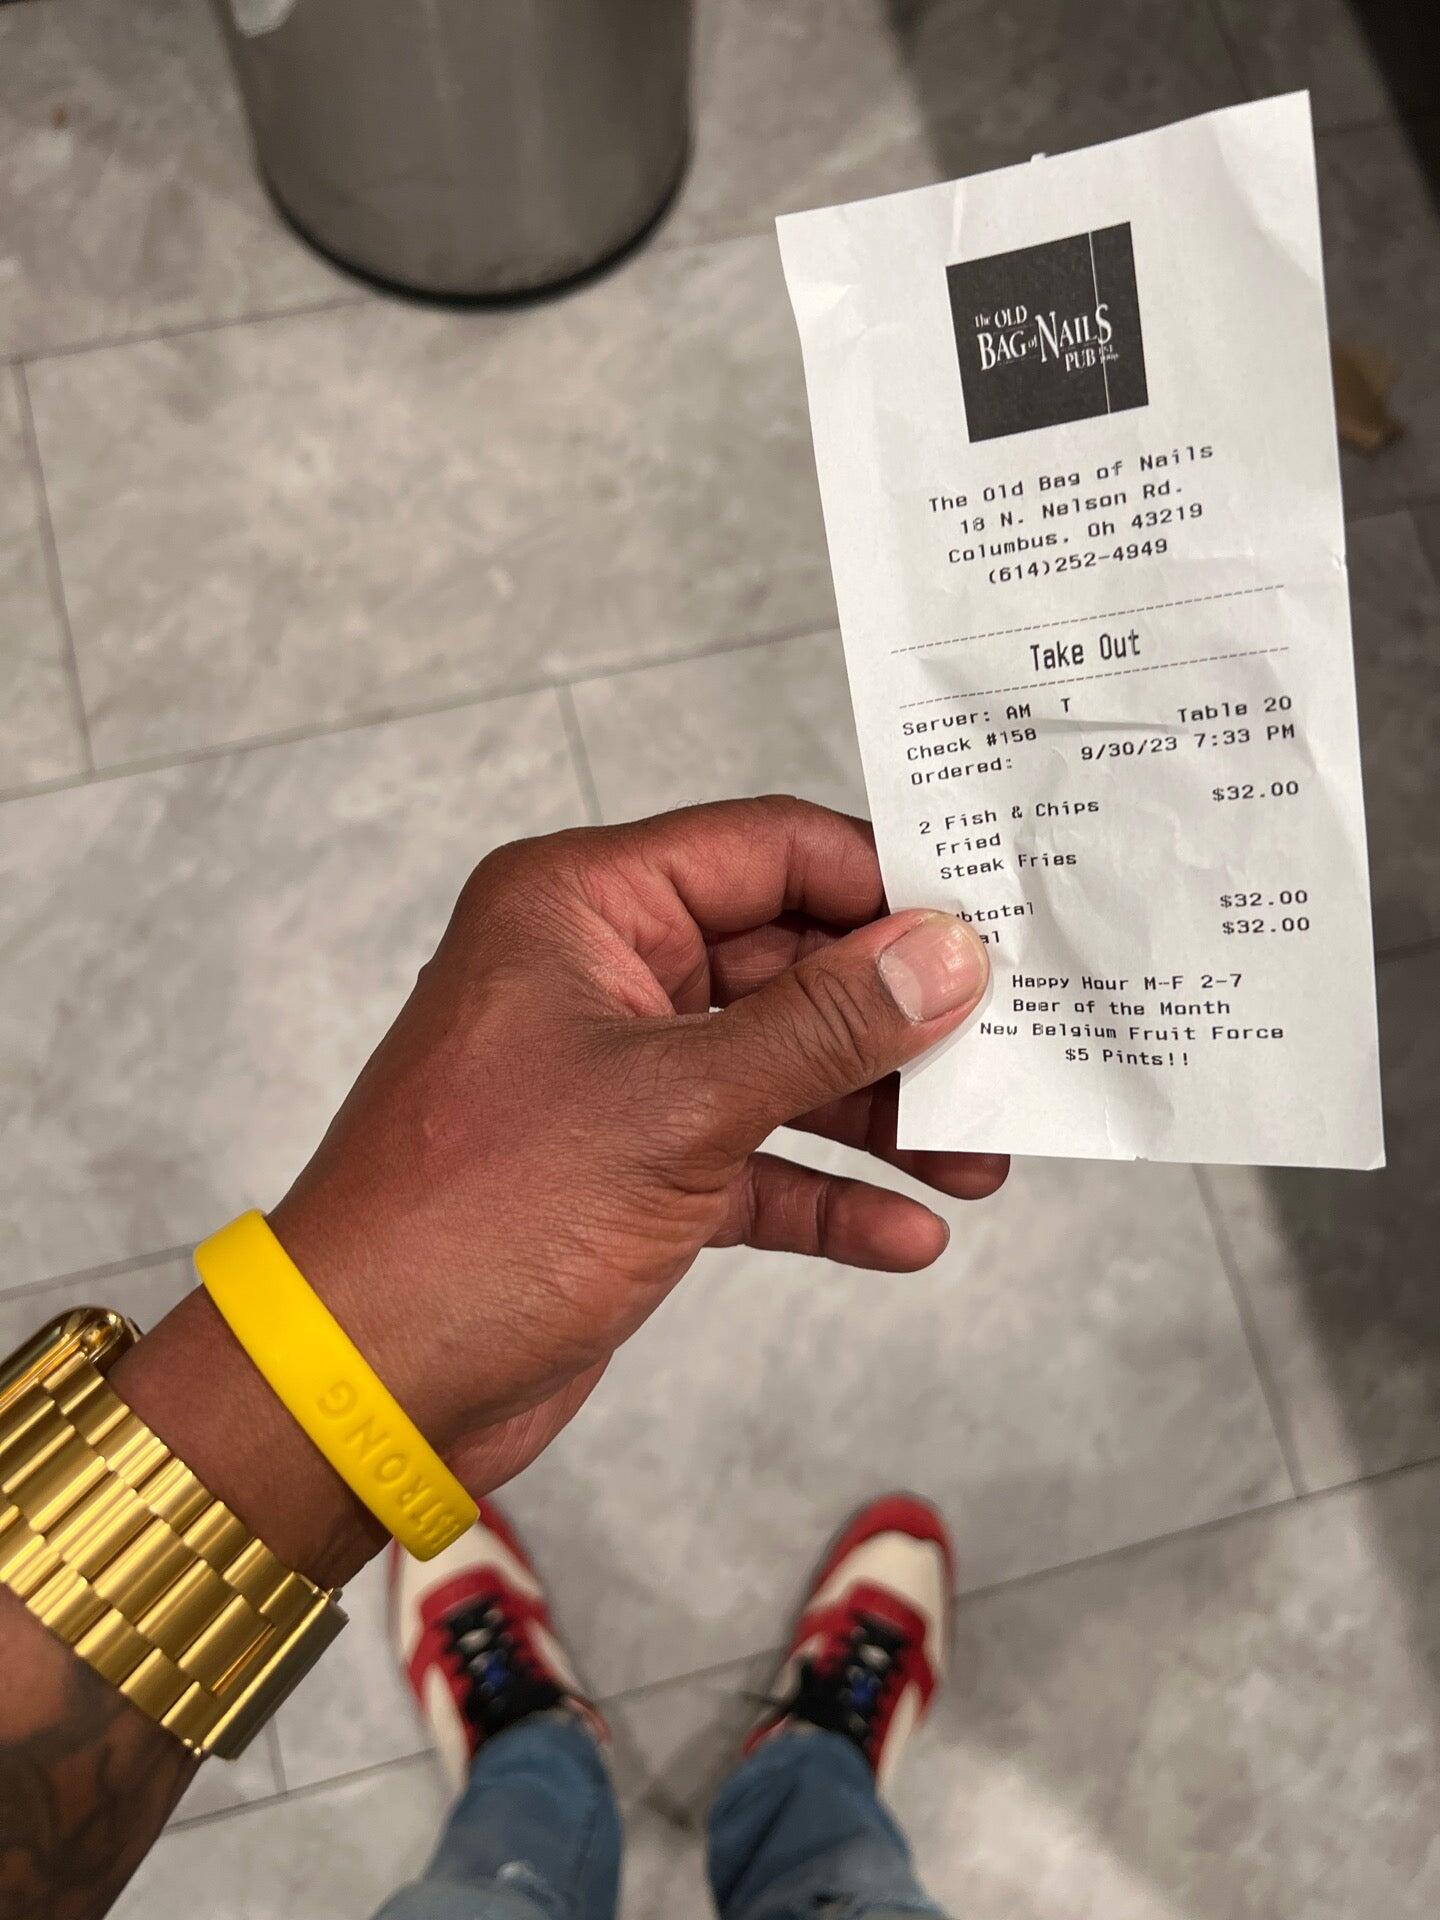 The OLD
BAG of NAILS
PUB
The Old Bag of Nails
18 N. Nelson Rd.
Columbus, Oh 43219
(614)252-4949
Take Out
Server: AM T Table 20
Check #158
Ordered: 9/30/23 7:33 PM
2 Fish & Chips $32.00
Fried
Steak Fries
btotal $32.00
al $32.00
Happy Hour M-F 2-7
Beer of the Month
New Belgium Fruit Force
$5 Pints!!
STRONG